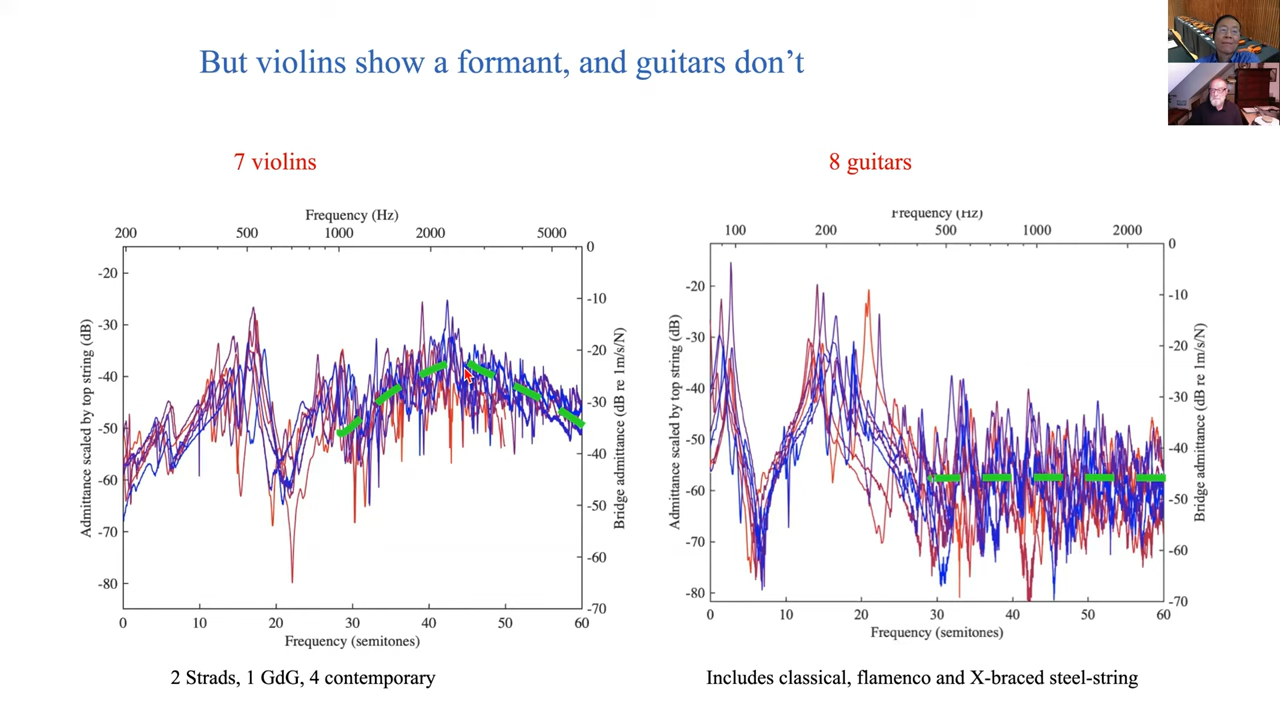 But violins show a formant, and guitars don't
7 violins
8 guitars
Frequency (Hz)
200 500 1000 2000 5000
0
-10
-20
-30
-40
-50
-60
-70
-20
-30
-40
-50
-60
-70
-80
Admittance scaled by top string (dB)
Bridge admittance (dB re 1m/s/N)
0 10 20 30 40 50 60
Frequency (semitones)
2 Strads, 1 GdG, 4 contemporary
Frequency (Hz)
100 200 500 1000 2000
0
-10
-20
-30
-40
-50
-60
-70
-20
-30
-40
-50
-60
-70
-80
Admittance scaled by top string (dB)
Bridge admittance (dB re 1m/s/N)
0 10 20 30 40 50 60
Frequency (semitones)
Includes classical, flamenco and X-braced steel-string